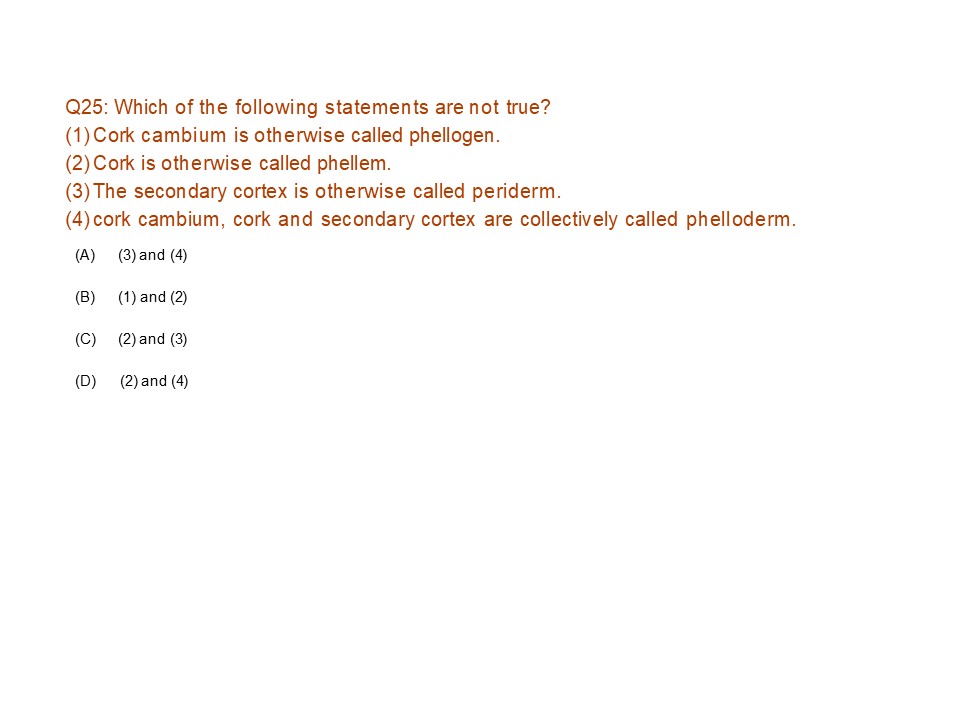 Q25: Which of the following statements are not true?
(1) Cork cambium is otherwise called phellogen.
(2) Cork is otherwise called phellem.
(3) The secondary cortex is otherwise called periderm.
(4) cork cambium, cork and secondary cortex are collectively called phelloderm.
(A) (3) and (4)
(B) (1) and (2)
(C) (2) and (3)
(D) (2) and (4)